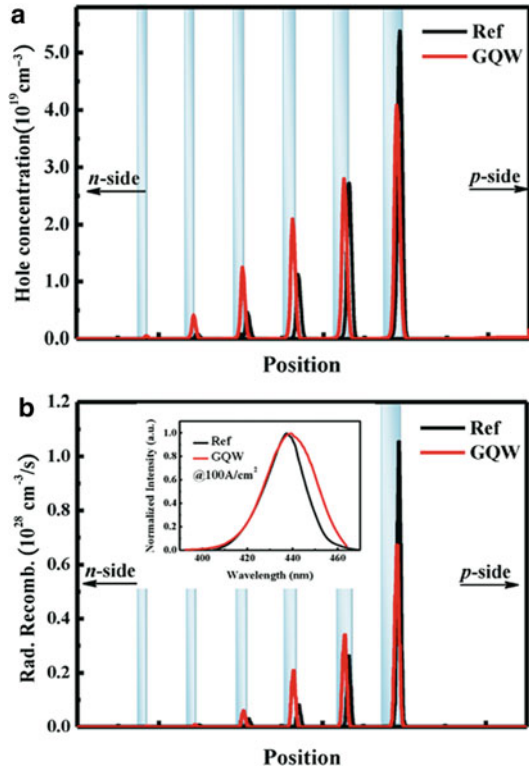 a
Ref
GQW
5.0
4.0
3.0
2.0
1.0
0.0
Hole concentration(10¹⁹cm⁻³)
n-side
p-side
Position
b
1.2
1.0
0.8
0.6
0.4
0.2
0.0
Rad. Recomb. (10²⁸ cm⁻³/s)
Ref
GQW
n-side
p-side
Position
1.0
0.8
0.6
0.4
0.2
0.0
Normalized Intensity (a.u.)
Ref
GQW
@100A/cm²
400 420 440 460
Wavelength (nm)